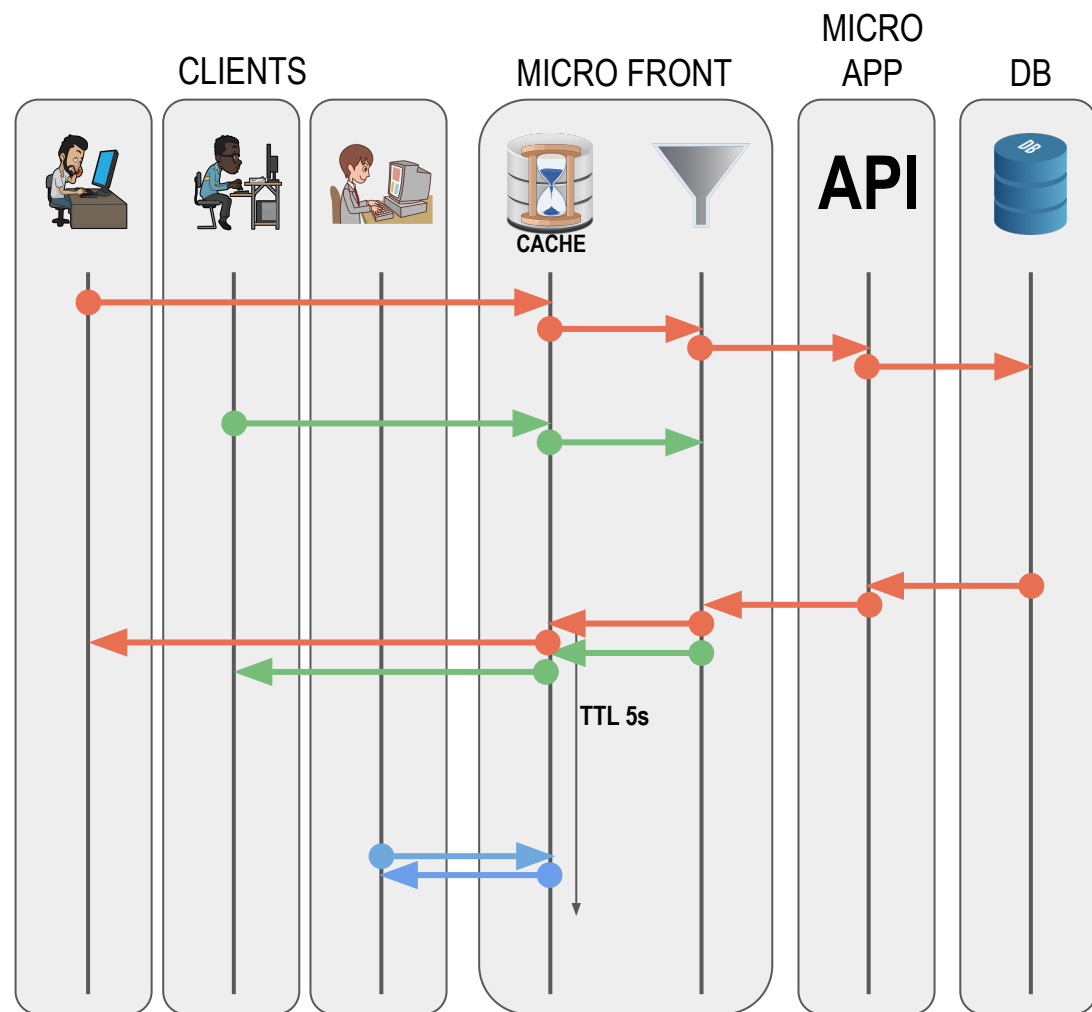 CLIENTS
MICRO FRONT
MICRO
APP
DB
DB
API
CACHE
TTL 5s